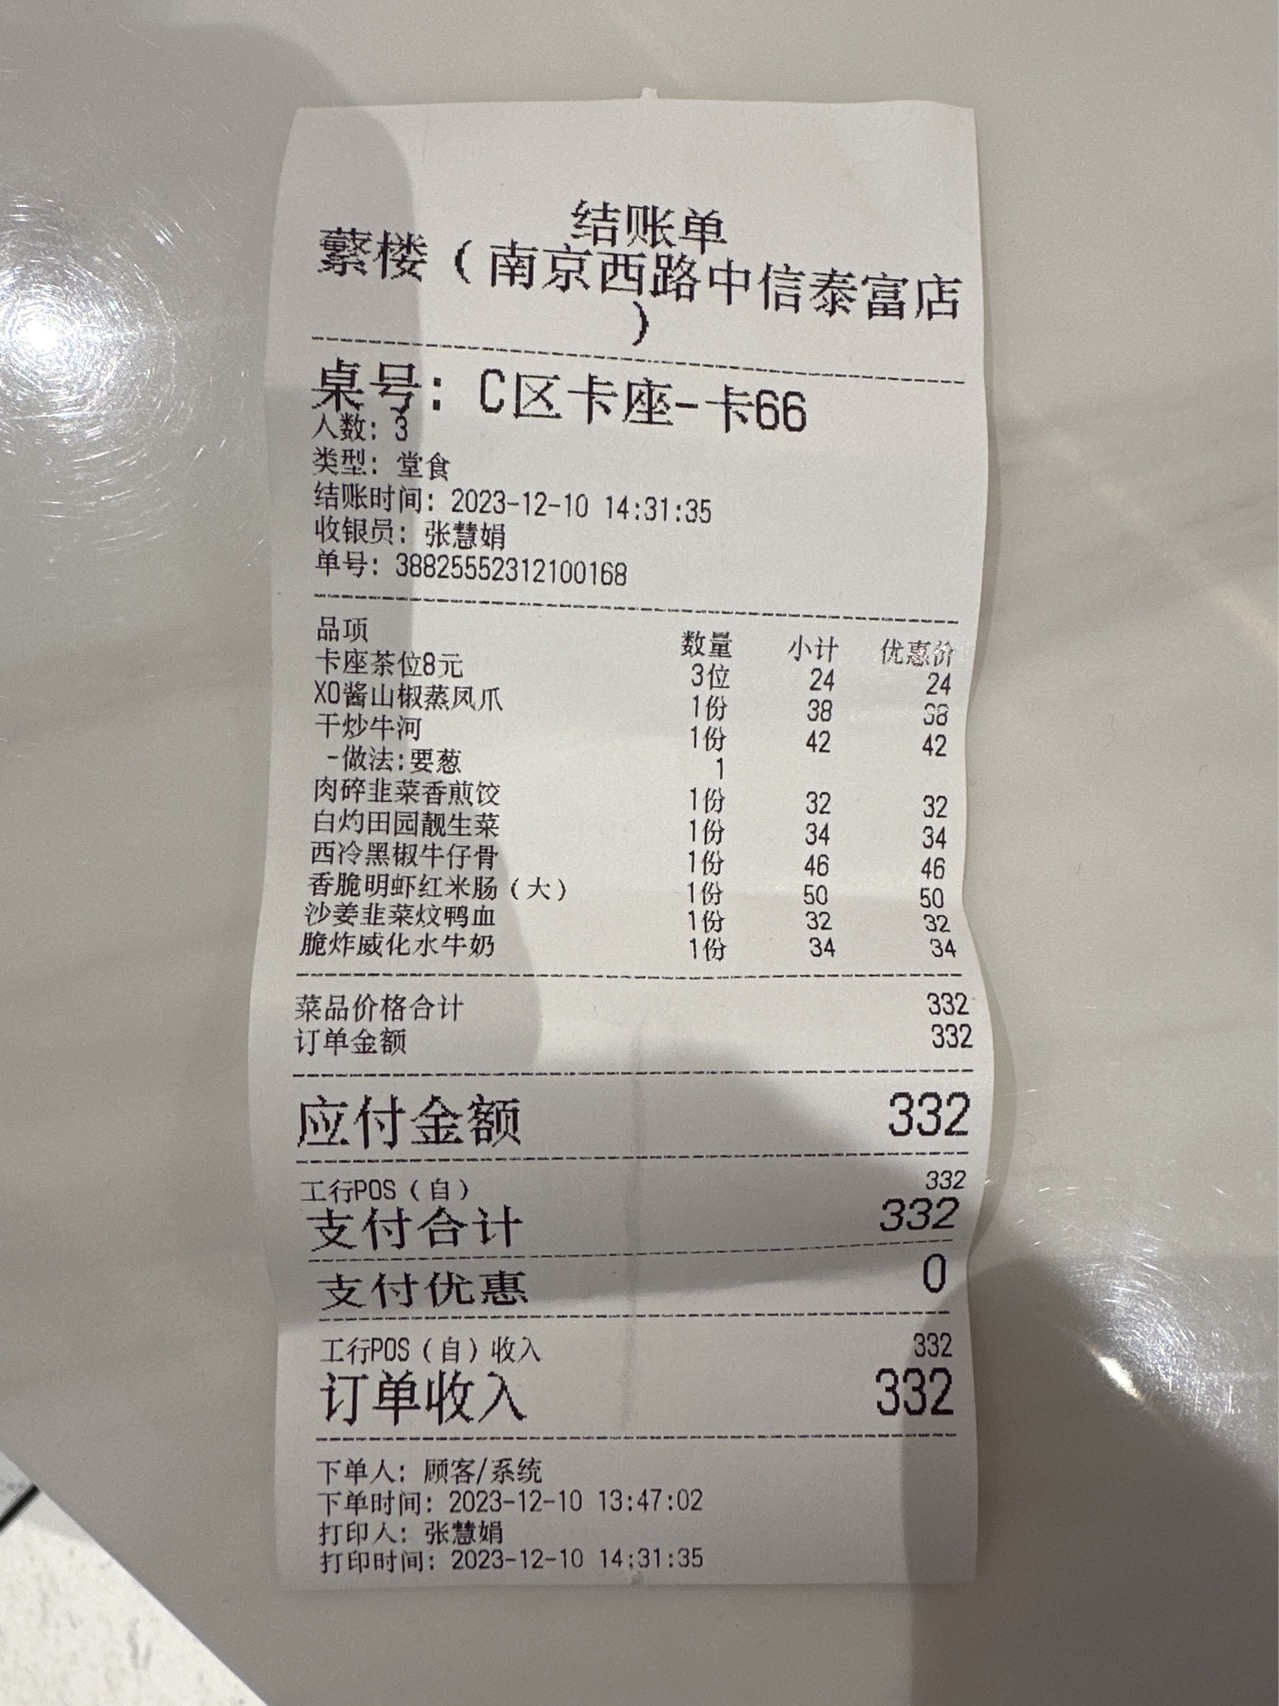 结账单
蘩楼（南京西路中信泰富店
）
桌号: C区卡座-卡66
人数: 3
类型: 堂食
结账时间: 2023-12-10 14:31:35
收银员: 张慧娟
单号: 38825552312100168
品项 数量 小计 优惠价
卡座茶位8元 3位 24 24
XO酱山椒蒸凤爪 1份 38 38
干炒牛河 1份 42 42
-做法:要葱 1
肉碎韭菜香煎饺 1份 32 32
白灼田园靓生菜 1份 34 34
西冷黑椒牛仔骨 1份 46 46
香脆明虾红米肠（大） 1份 50 50
沙姜韭菜炆鸭血 1份 32 32
脆炸威化水牛奶 1份 34 34
菜品价格合计 332
订单金额 332
应付金额 332
工行POS（自） 332
支付合计 332
支付优惠 0
工行POS（自）收入 332
订单收入 332
下单人: 顾客/系统
下单时间: 2023-12-10 13:47:02
打印人: 张慧娟
打印时间: 2023-12-10 14:31:35